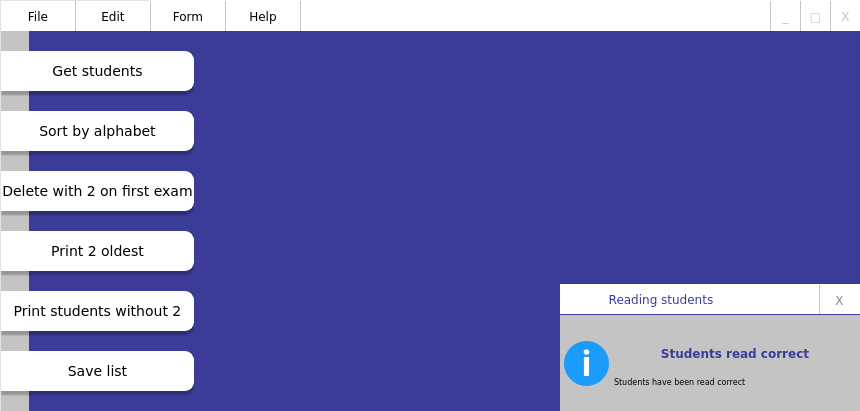 File Edit Form Help _ □ X
Get students
Sort by alphabet
Delete with 2 on first exam
Print 2 oldest
Print students without 2
Save list
Reading students X
Students read correct
Students have been read correct